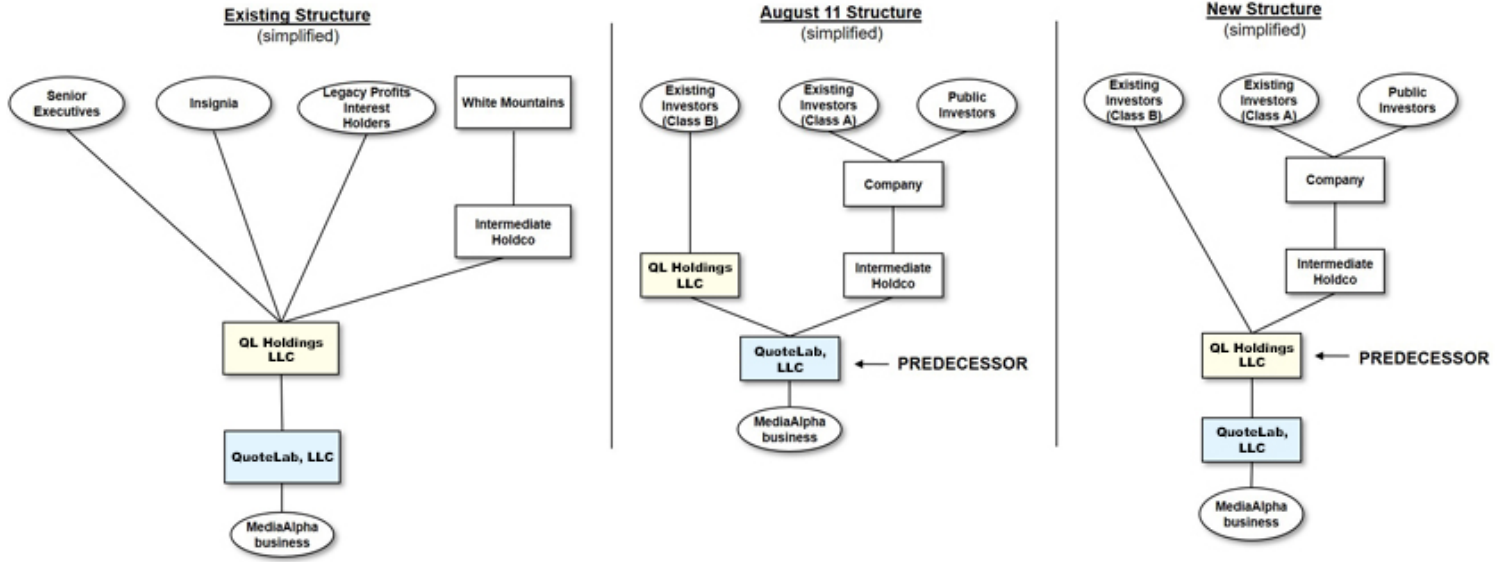 Existing Structure
(simplified)
Senior
Executives
Insignia
Legacy Profits
Interest
Holders
White Mountains
Intermediate
Holdco
QL Holdings
LLC
QuoteLab, LLC
MediaAlpha
business
August 11 Structure
(simplified)
Existing
Investors
(Class B)
Existing
Investors
(Class A)
Public
Investors
Company
QL Holdings
LLC
Intermediate
Holdco
QuoteLab,
LLC
PREDECESSOR
MediaAlpha
business
New Structure
(simplified)
Existing
Investors
(Class B)
Existing
Investors
(Class A)
Public
Investors
Company
Intermediate
Holdco
QL Holdings
LLC
PREDECESSOR
QuoteLab,
LLC
MediaAlpha
business